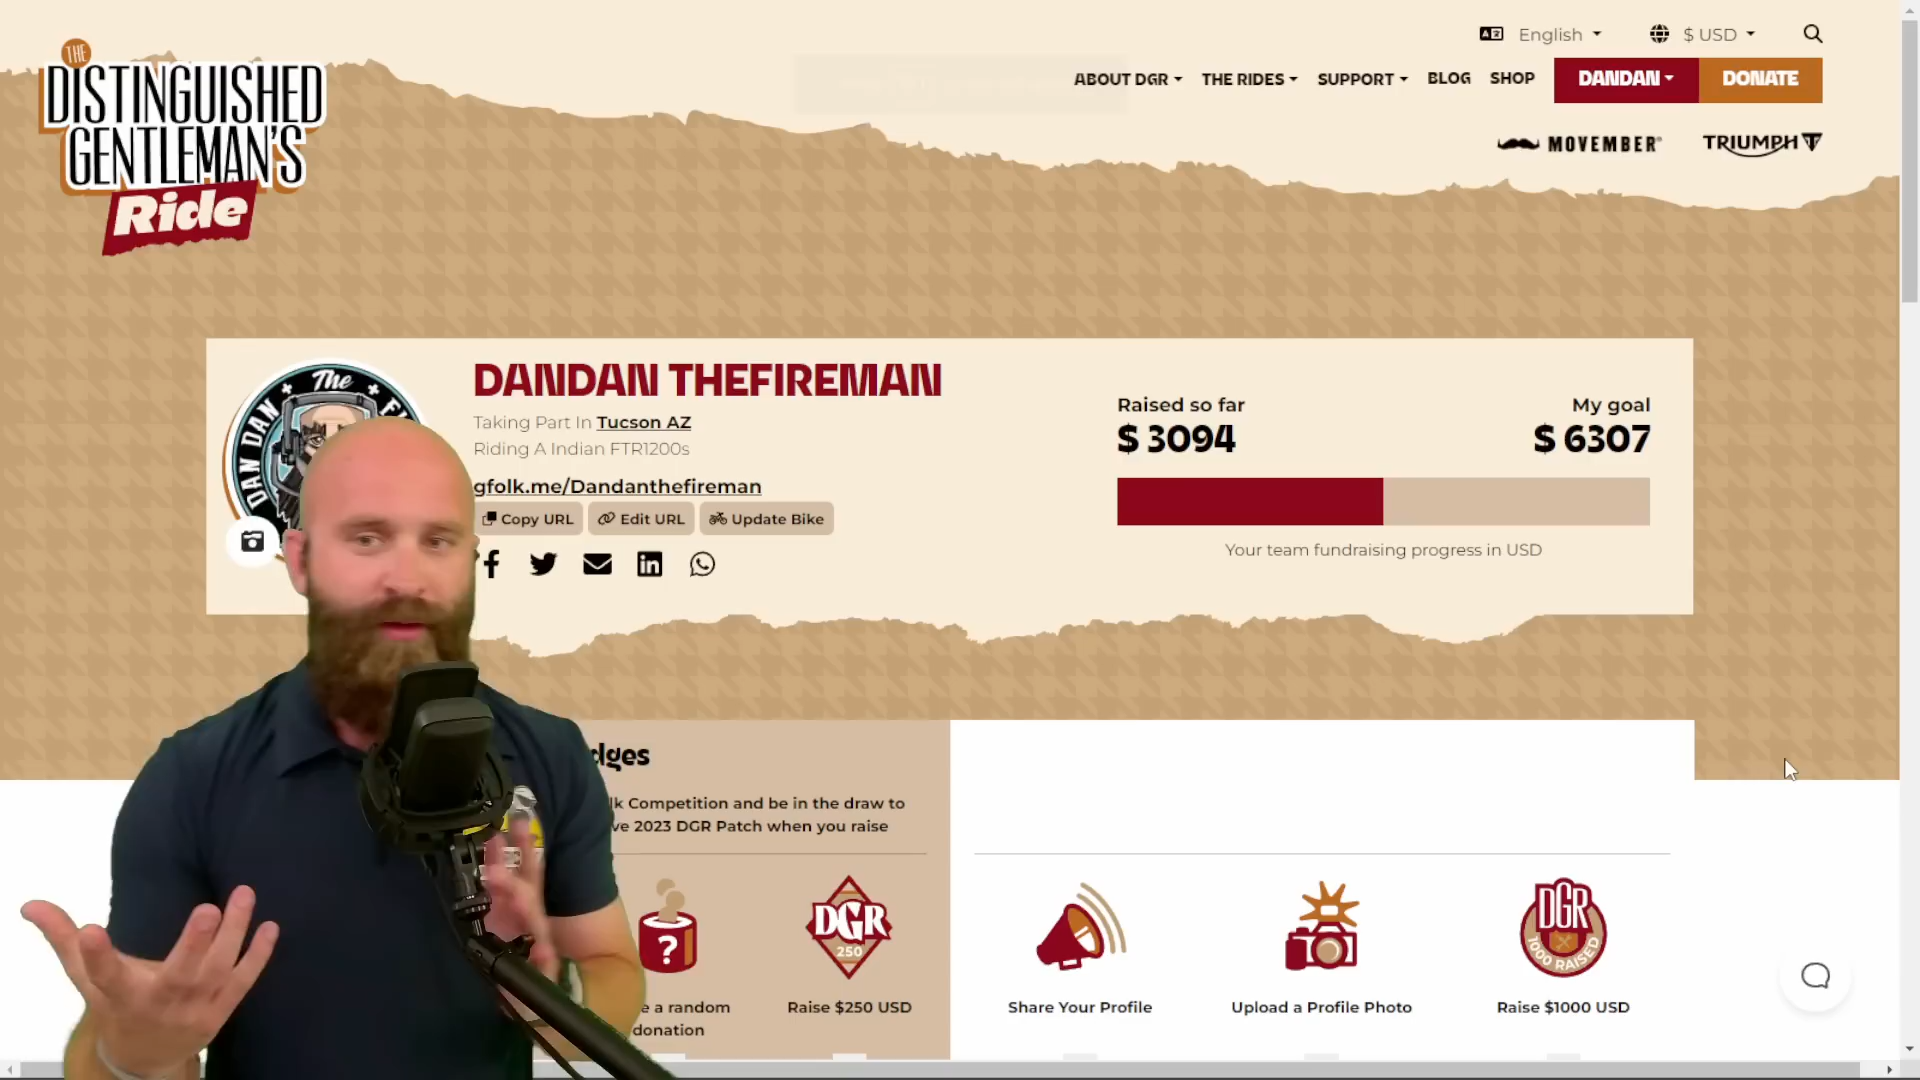 English
$ USD
THE
DISTINGUISHED
GENTLEMAN'S
Ride
ABOUT DGR
THE RIDES
SUPPORT
BLOG
SHOP
DANDAN
DONATE
MOVEMBER
TRIUMPH
The
DAN DAN
DANDAN THEFIREMAN
Taking Part In Tucson AZ
Riding A Indian FTR1200s
gfolk.me/Dandanthefireman
Copy URL
Edit URL
Update Bike
Raised so far
$ 3094
My goal
$ 6307
Your team fundraising progress in USD
dges
lk Competition and be in the draw to
ve 2023 DGR Patch when you raise
?
DGR
250
e a random
donation
Raise $250 USD
Share Your Profile
Upload a Profile Photo
DGR
1000 RAISED
Raise $1000 USD